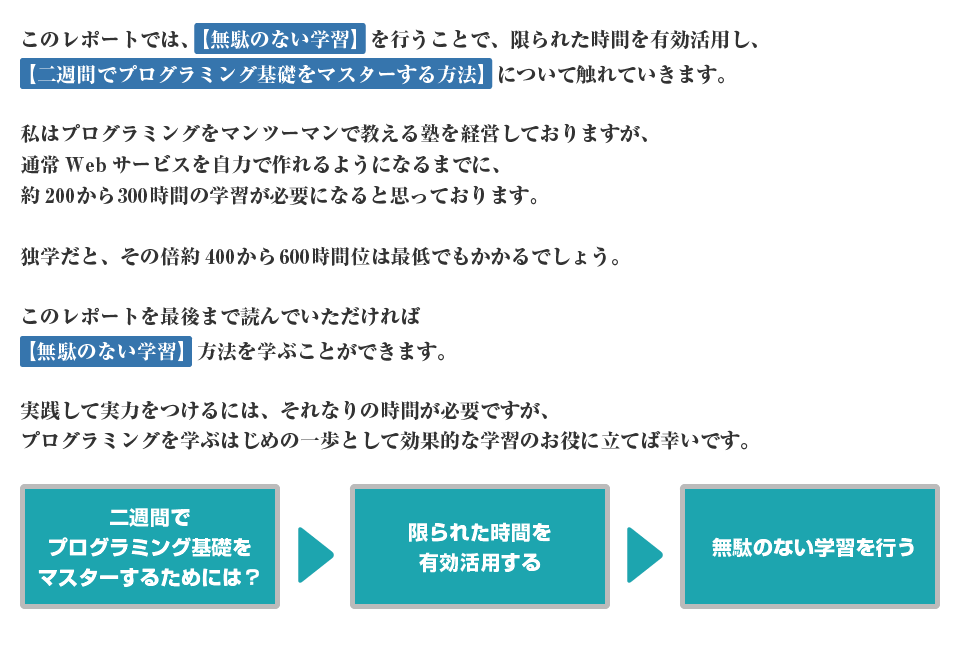 このレポートでは、【無駄のない学習】を行うことで、限られた時間を有効活用し、
【二週間でプログラミング基礎をマスターする方法】について触れていきます。
私はプログラミングをマンツーマンで教える塾を経営しておりますが、
通常 Web サービスを自力で作れるようになるまでに、
約 200から300時間の学習が必要になると思っております。
独学だと、その倍約 400から600時間位は最低でもかかるでしょう。
このレポートを最後まで読んでいただければ
【無駄のない学習】方法を学ぶことができます。
実践して実力をつけるには、それなりの時間が必要ですが、
プログラミングを学ぶはじめの一歩として効果的な学習のお役に立てば幸いです。
二週間で
プログラミング基礎を
マスターするためには？
限られた時間を
有効活用する
無駄のない学習を行う